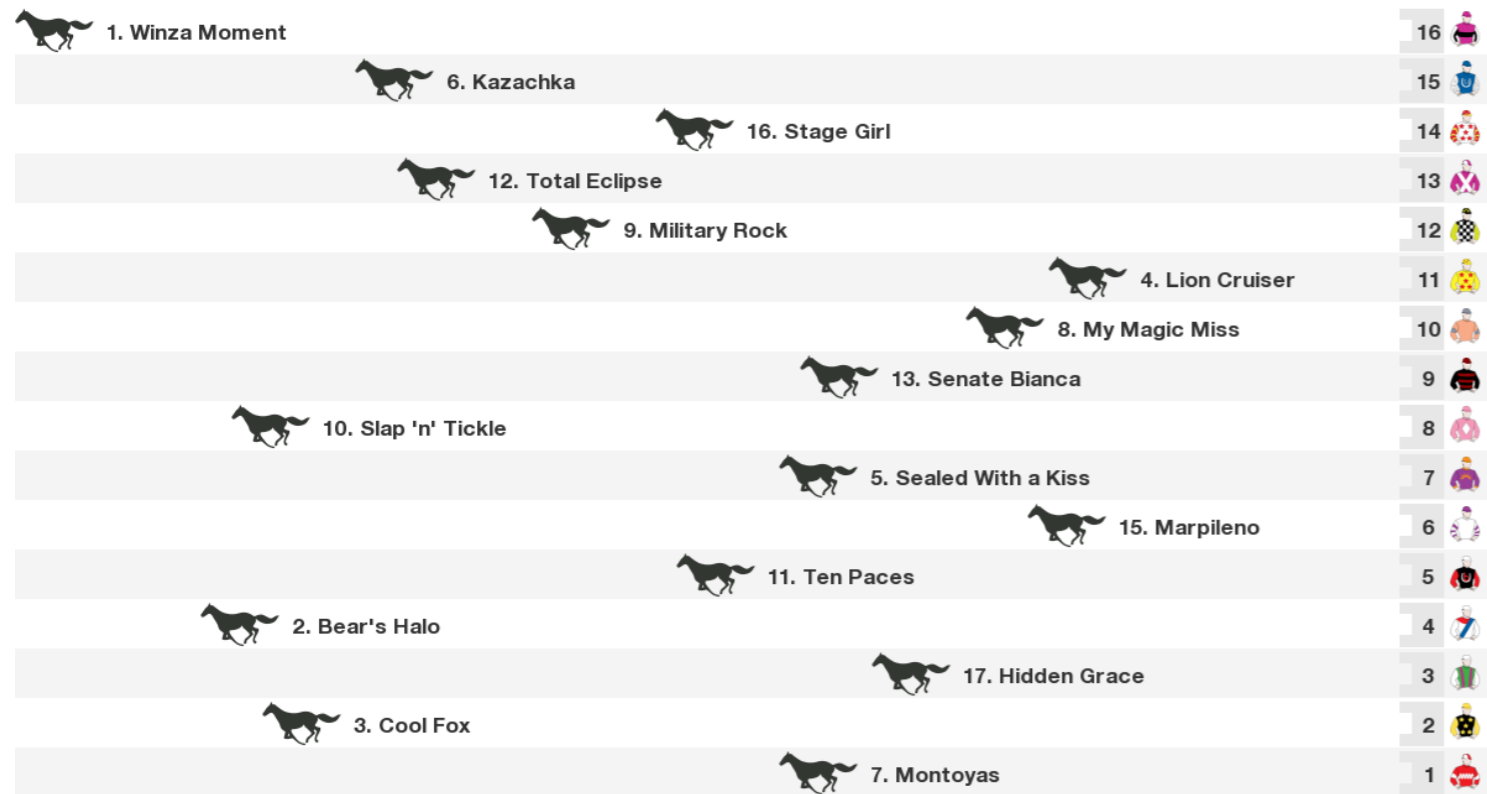 1. Winza Moment 16
6. Kazachka 15
16. Stage Girl 14
12. Total Eclipse 13
9. Military Rock 12
4. Lion Cruiser 11
8. My Magic Miss 10
13. Senate Bianca 9
10. Slap 'n' Tickle 8
5. Sealed With a Kiss 7
15. Marpileno 6
11. Ten Paces 5
2. Bear's Halo 4
17. Hidden Grace 3
3. Cool Fox 2
7. Montoyas 1